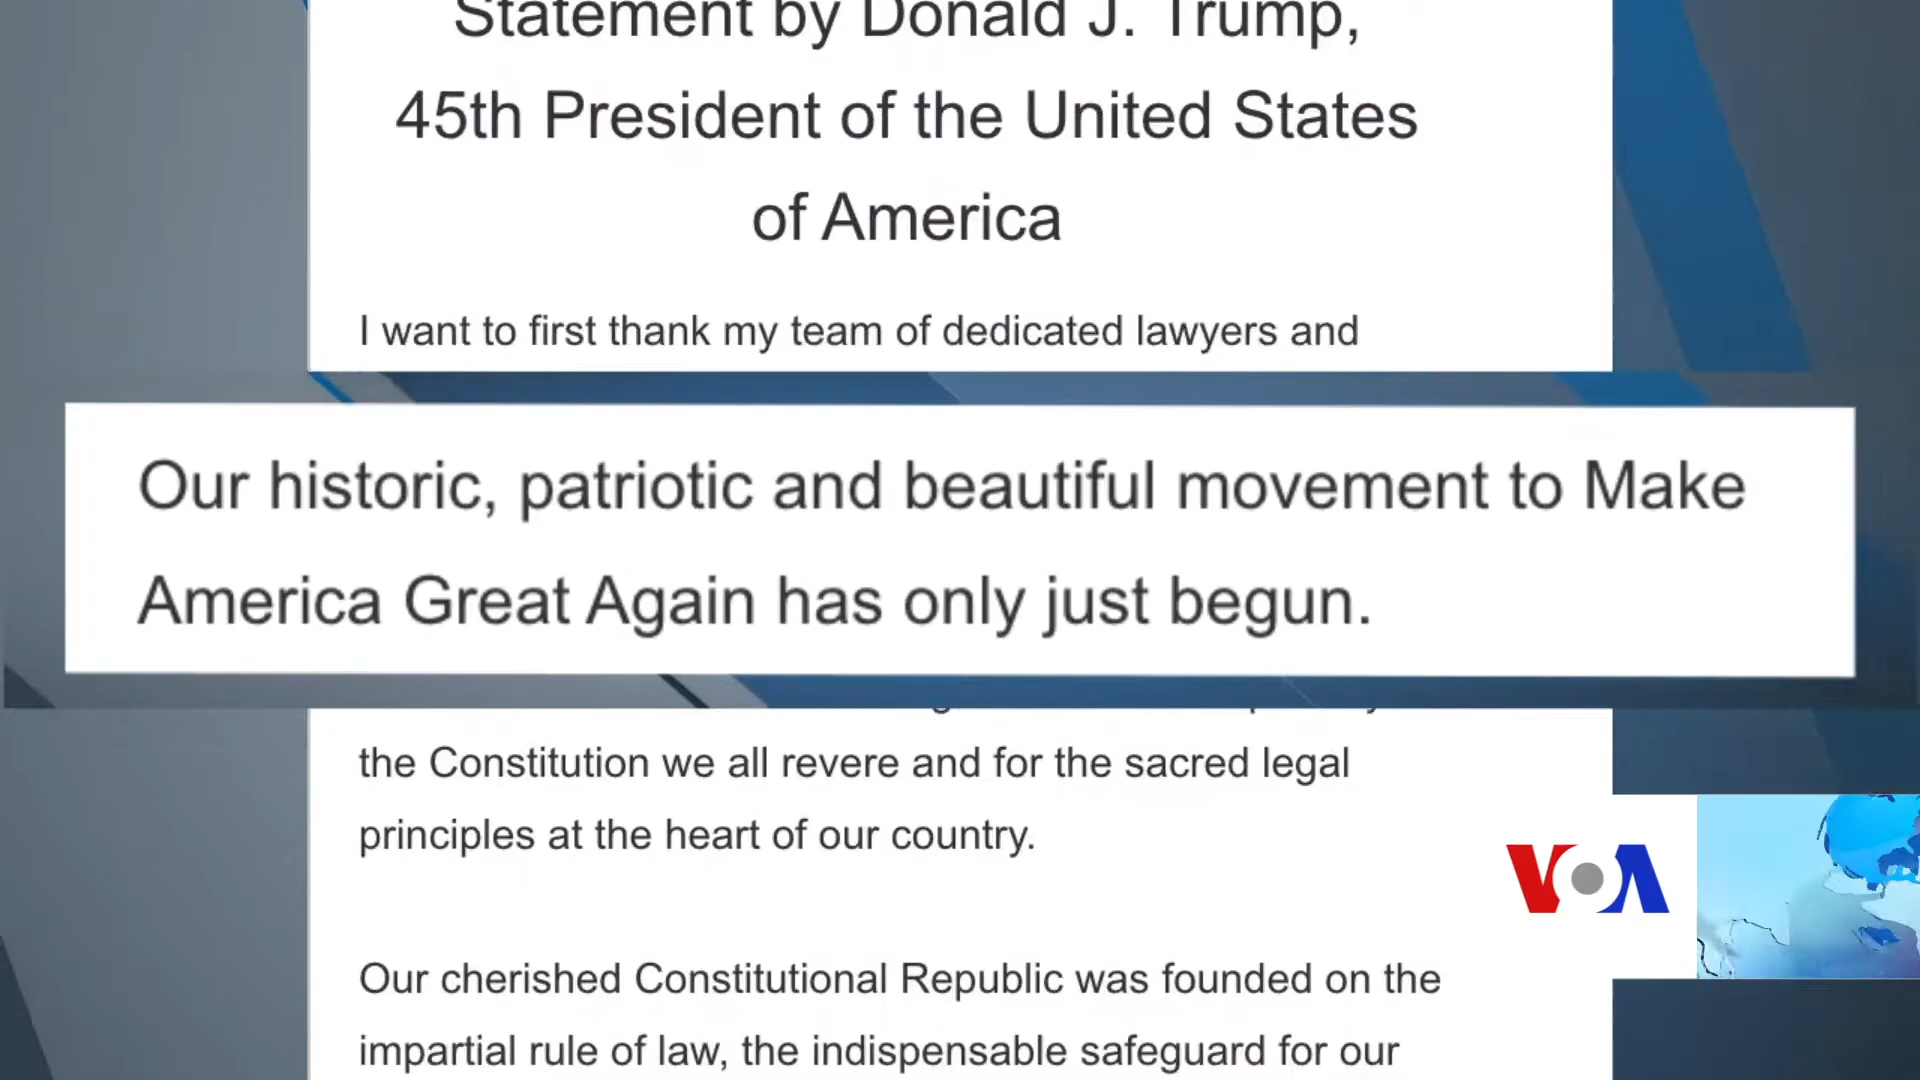 Statement by Donald J. Trump,
45th President of the United States
of America
I want to first thank my team of dedicated lawyers and
Our historic, patriotic and beautiful movement to Make
America Great Again has only just begun.
the Constitution we all revere and for the sacred legal
principles at the heart of our country.
VOA
Our cherished Constitutional Republic was founded on the
impartial rule of law, the indispensable safeguard for our